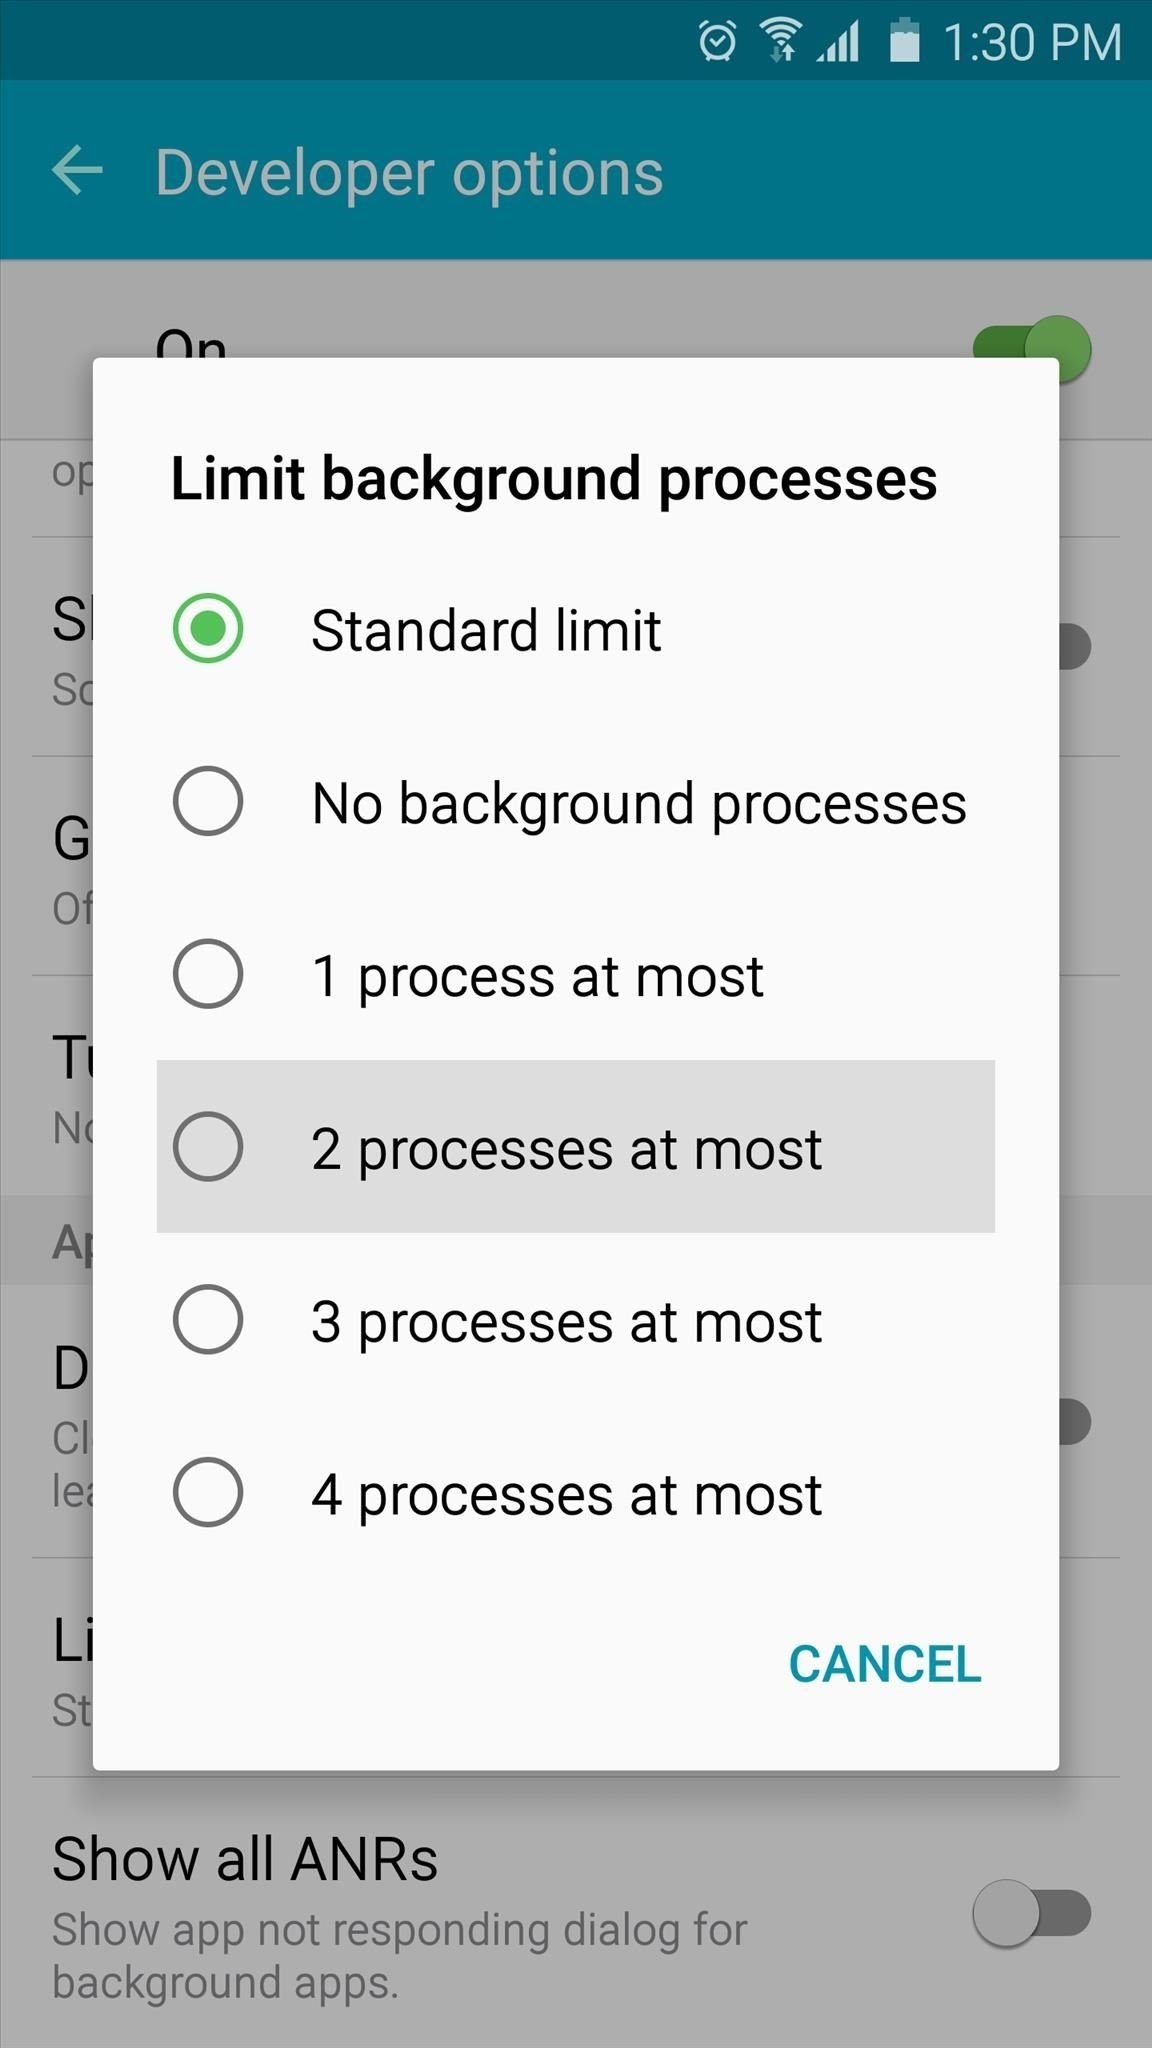 1:30 PM
Developer options
On
Limit background processes
Standard limit
No background processes
1 process at most
2 processes at most
3 processes at most
4 processes at most
CANCEL
Show all ANRs
Show app not responding dialog for
background apps.